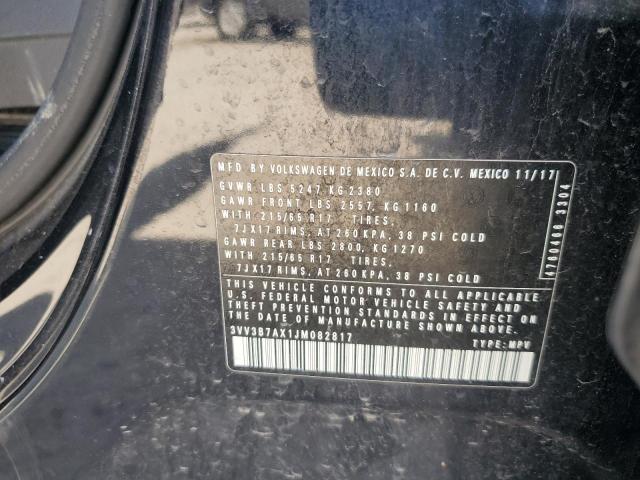 MFD. BY VOLKSWAGEN DE MEXICO S.A. DE C.V. MEXICO 11/17
GVWR LBS 5247 KG 2380
GAWR FRONT LBS 2557, KG 1160
WITH 215/65 R17 TIRES.
7JX17 RIMS, AT 260 KPA, 38 PSI COLD
GAWR REAR LBS 2800, KG 1270
WITH 215/65 R17 TIRES.
7JX17 RIMS, AT 260 KPA, 38 PSI COLD
THIS VEHICLE CONFORMS TO ALL APPLICABLE
U.S. FEDERAL MOTOR VEHICLE SAFETY AND
THEFT PREVENTION STANDARDS IN EFFECT ON
THE DATE OF MANUFACTURE SHOWN ABOVE
3VV3B7AX1JM082817 TYPE: MPV
3304